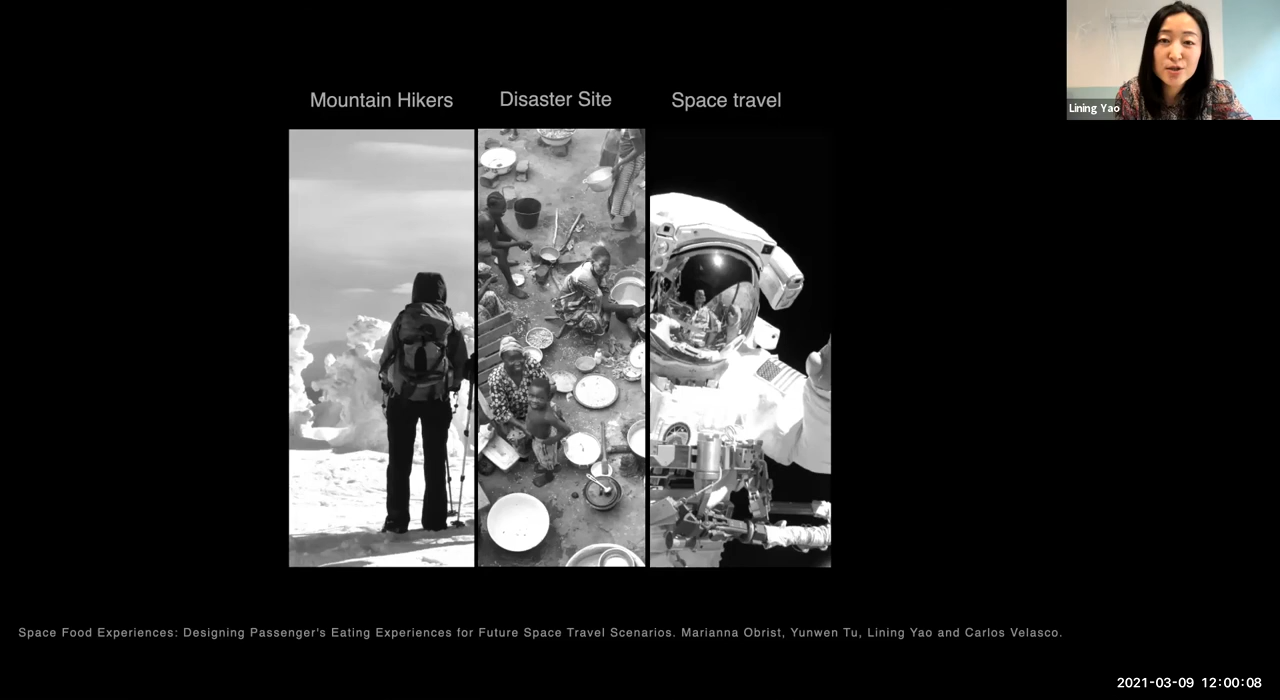 Mountain Hikers
Disaster Site
Space travel
Lining Yao
Space Food Experiences: Designing Passenger's Eating Experiences for Future Space Travel Scenarios. Marianna Obrist, Yunwen Tu, Lining Yao and Carlos Velasco.
2021-03-09 12:00:08